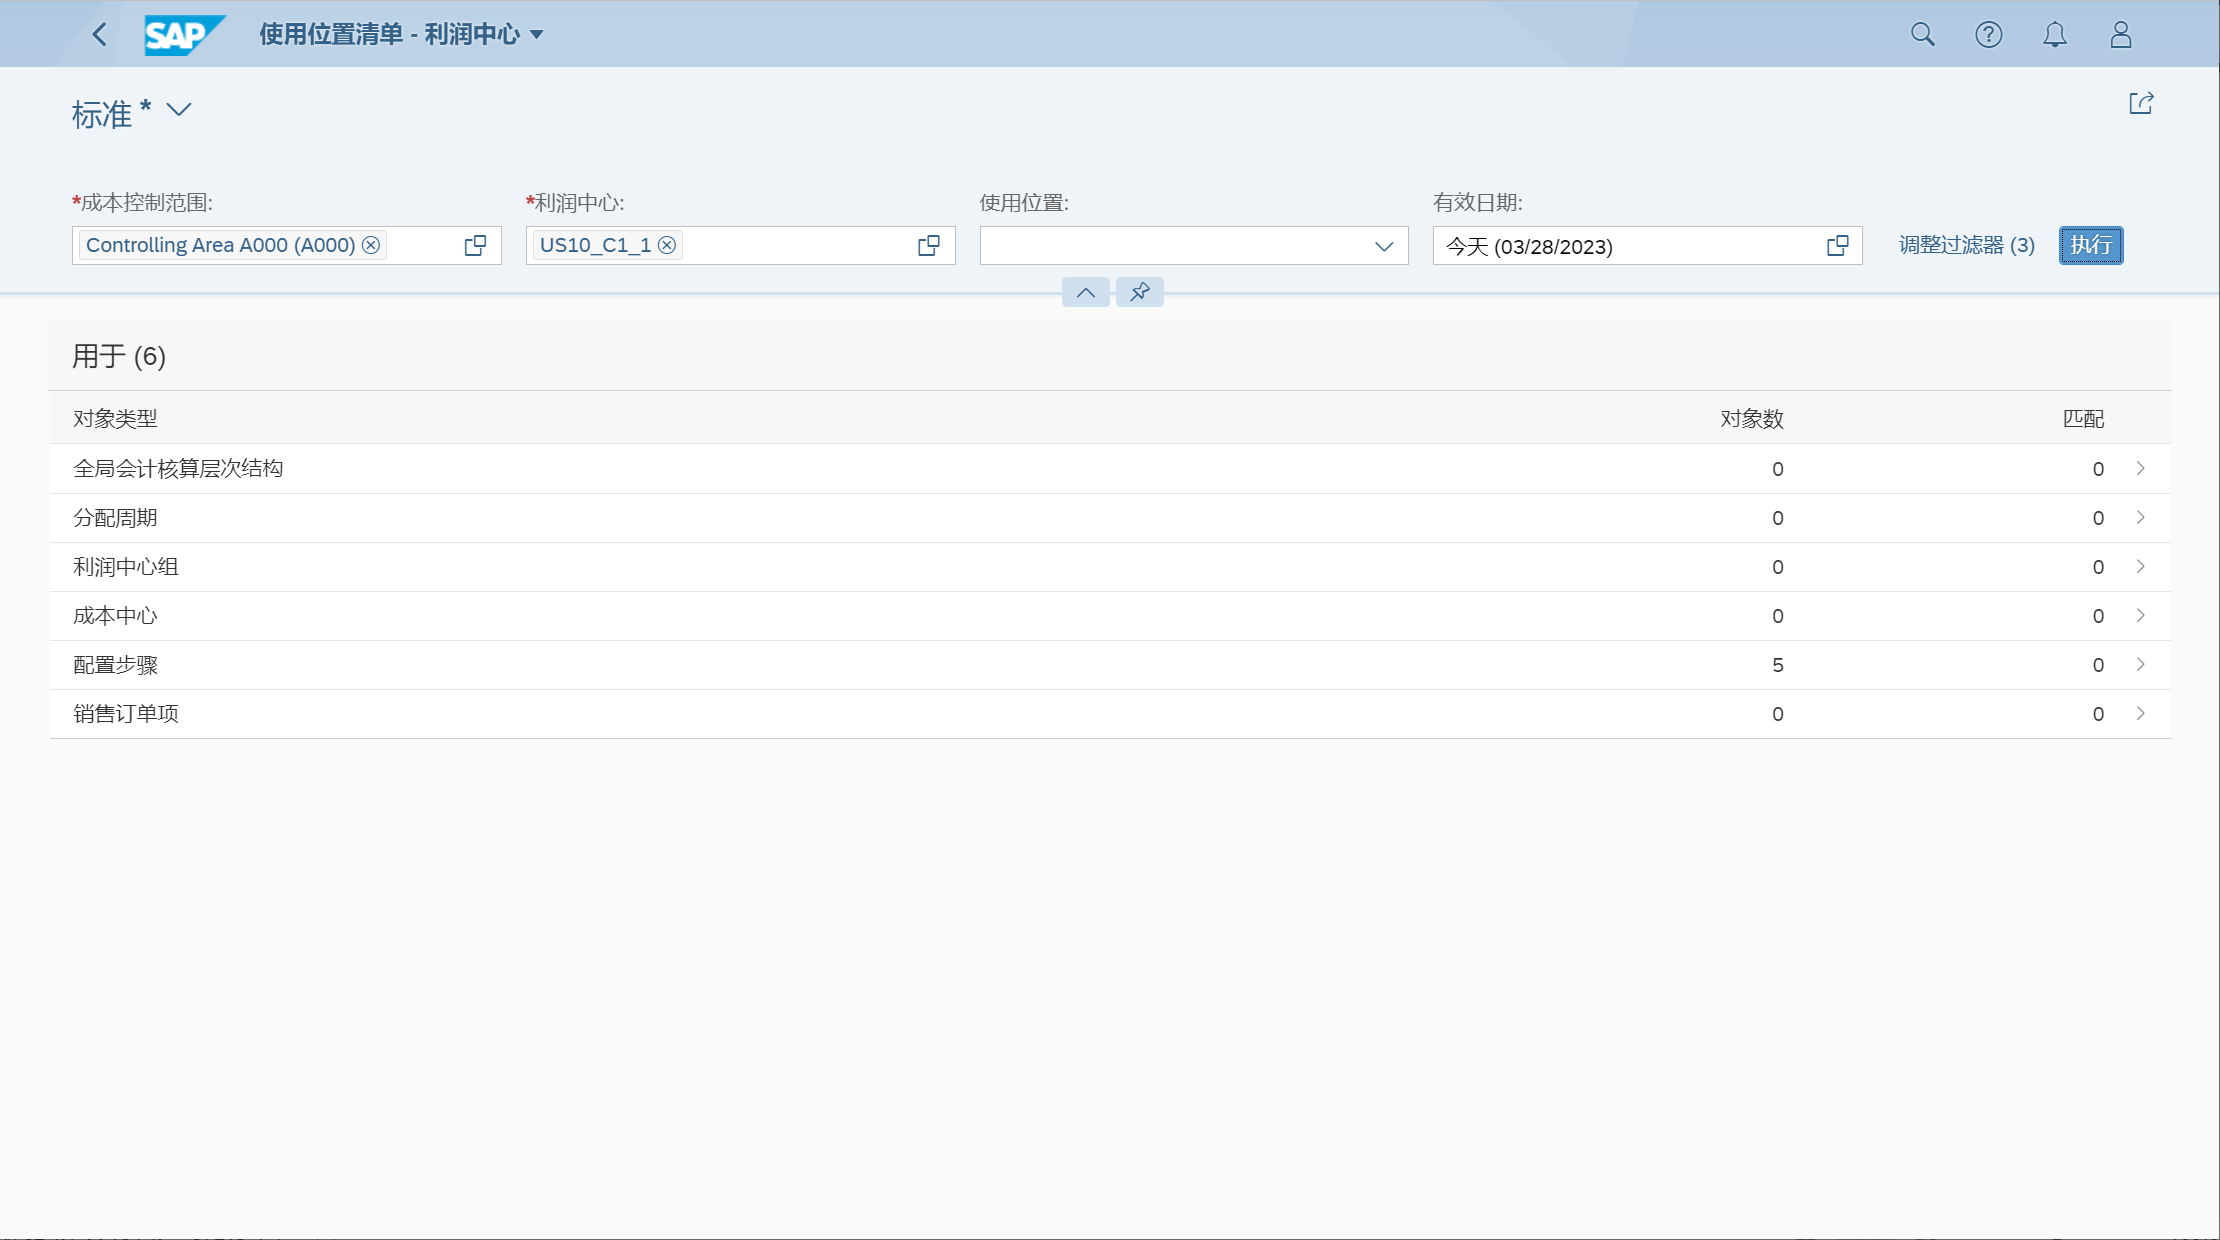 SAP 使用位置清单 - 利润中心
标准 *
*成本控制范围: *利润中心: 使用位置: 有效日期:
Controlling Area A000 (A000) US10_C1_1 今天 (03/28/2023) 调整过滤器 (3) 执行
用于 (6)
对象类型 对象数 匹配
全局会计核算层次结构 0 0
分配周期 0 0
利润中心组 0 0
成本中心 0 0
配置步骤 5 0
销售订单项 0 0